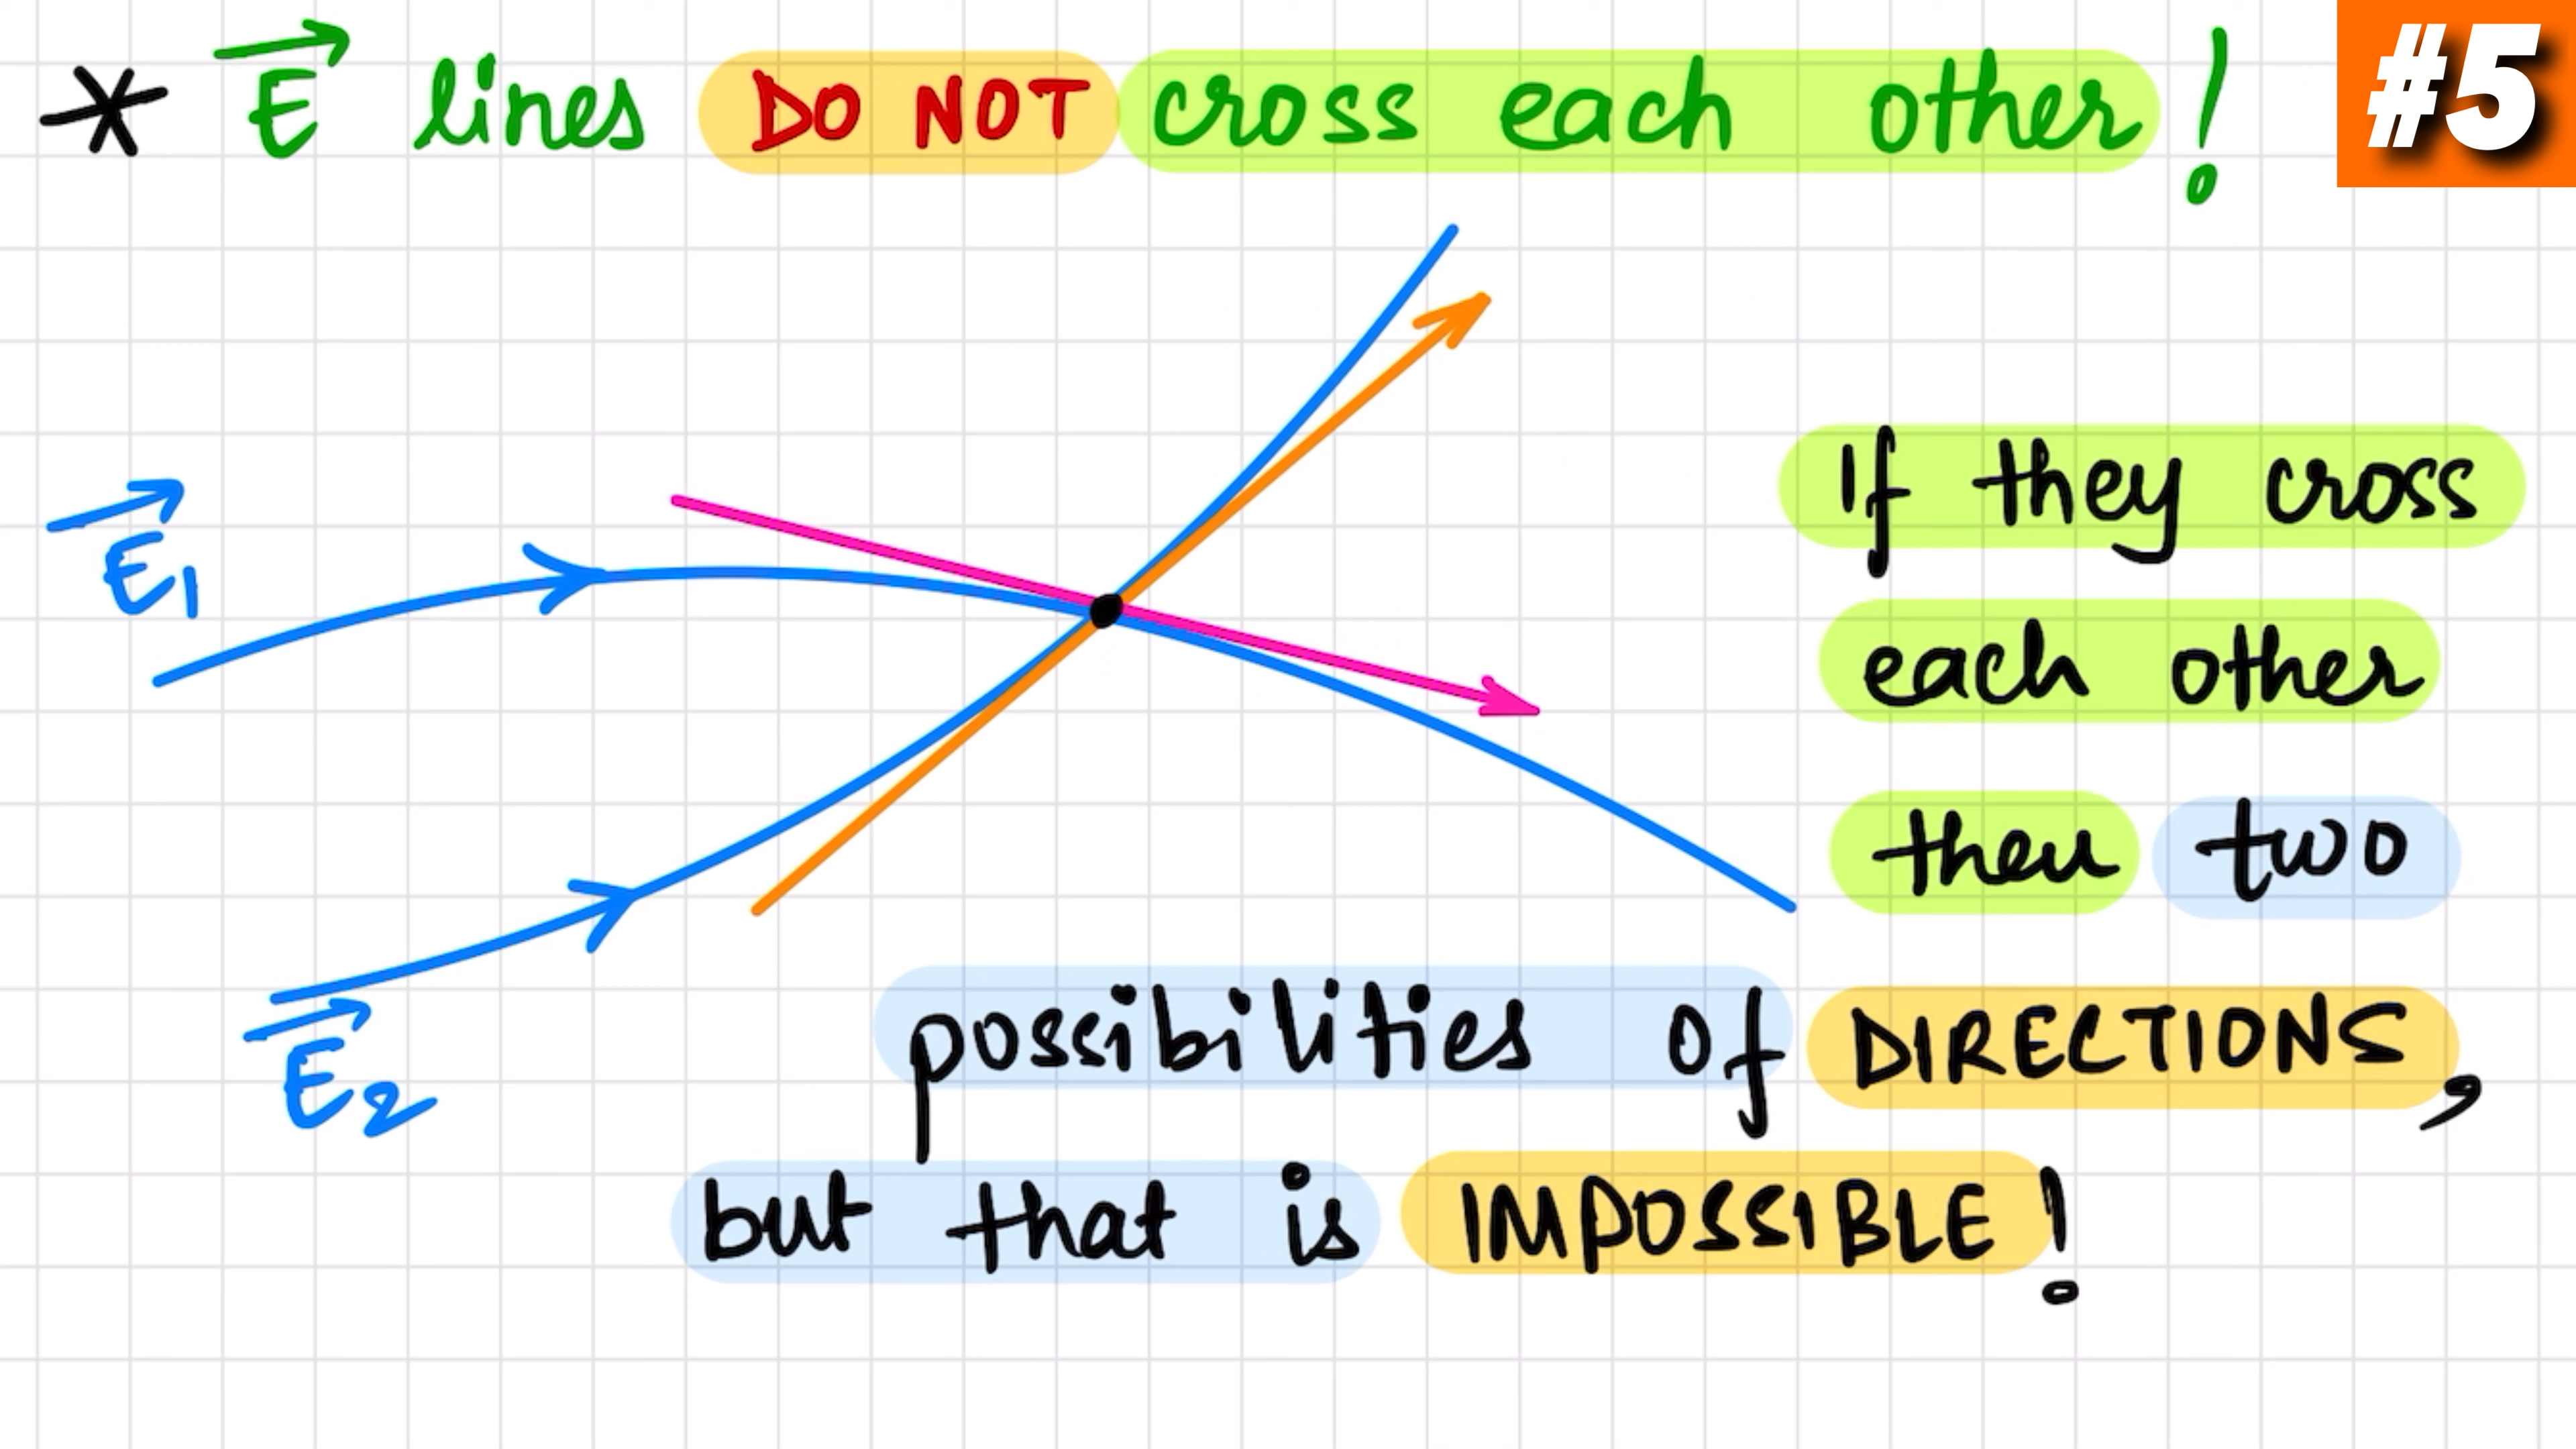 * E lines DO NOT cross each other!
#5
E1
E2
If they cross
each other
then two
possibilities of DIRECTIONS,
but that is IMPOSSIBLE!